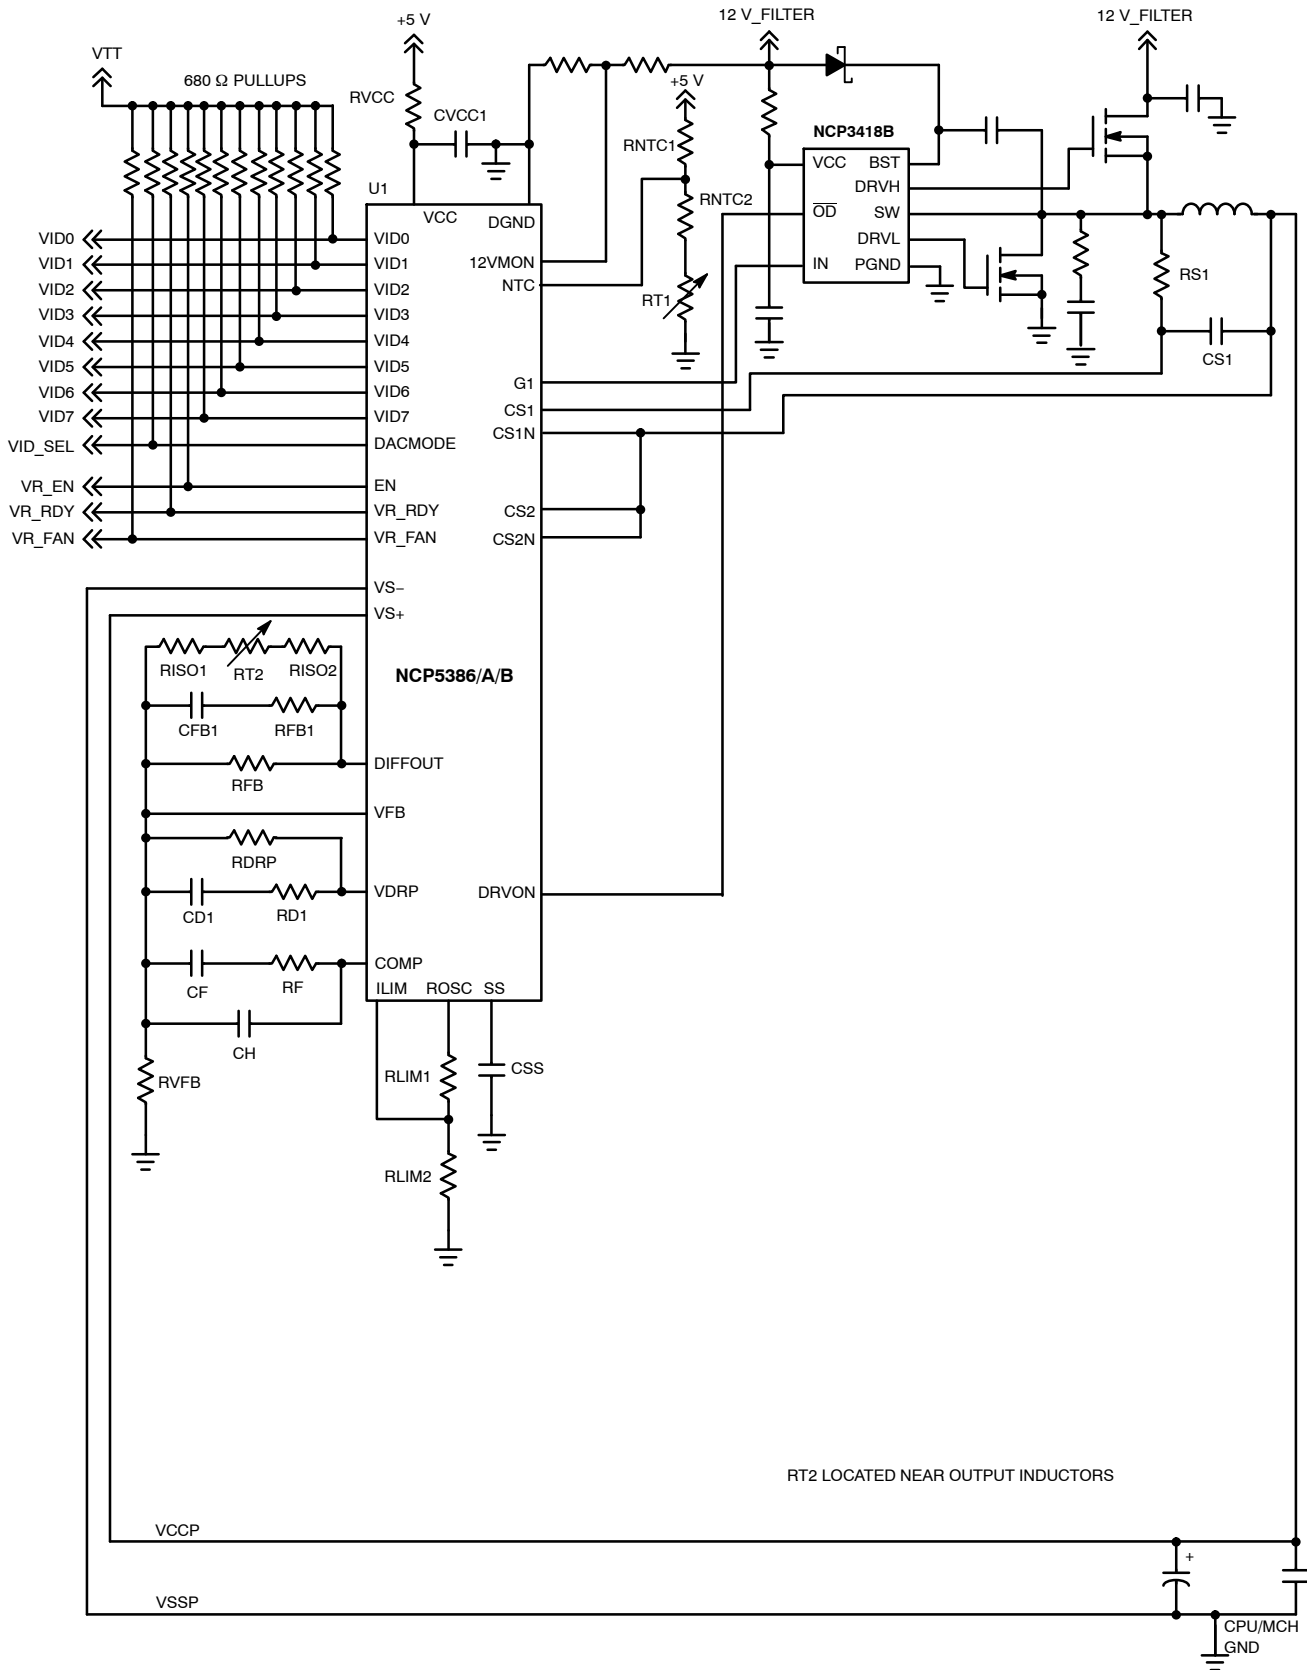 +5 V
12 V_FILTER
12 V_FILTER
VTT
680 Ω PULLUPS
RVCC
CVCC1
+5 V
RNTC1
RNTC2
RT1
NCP3418B
VCC
BST
DRVH
OD
SW
DRVL
IN
PGND
RS1
CS1
U1
VCC
DGND
VID0
VID0
VID1
VID1
12VMON
VID2
VID2
NTC
VID3
VID3
VID4
VID4
VID5
VID5
G1
VID6
VID6
CS1
VID7
VID7
CS1N
VID_SEL
DACMODE
VR_EN
EN
VR_RDY
VR_RDY
CS2
VR_FAN
VR_FAN
CS2N
VS–
VS+
RISO1
RT2
RISO2
NCP5386/A/B
CFB1
RFB1
DIFFOUT
RFB
VFB
RDRP
VDRP
DRVON
CD1
RD1
COMP
CF
RF
ILIM
ROSC
SS
CH
RVFB
RLIM1
CSS
RLIM2
RT2 LOCATED NEAR OUTPUT INDUCTORS
VCCP
+
VSSP
CPU/MCH
GND